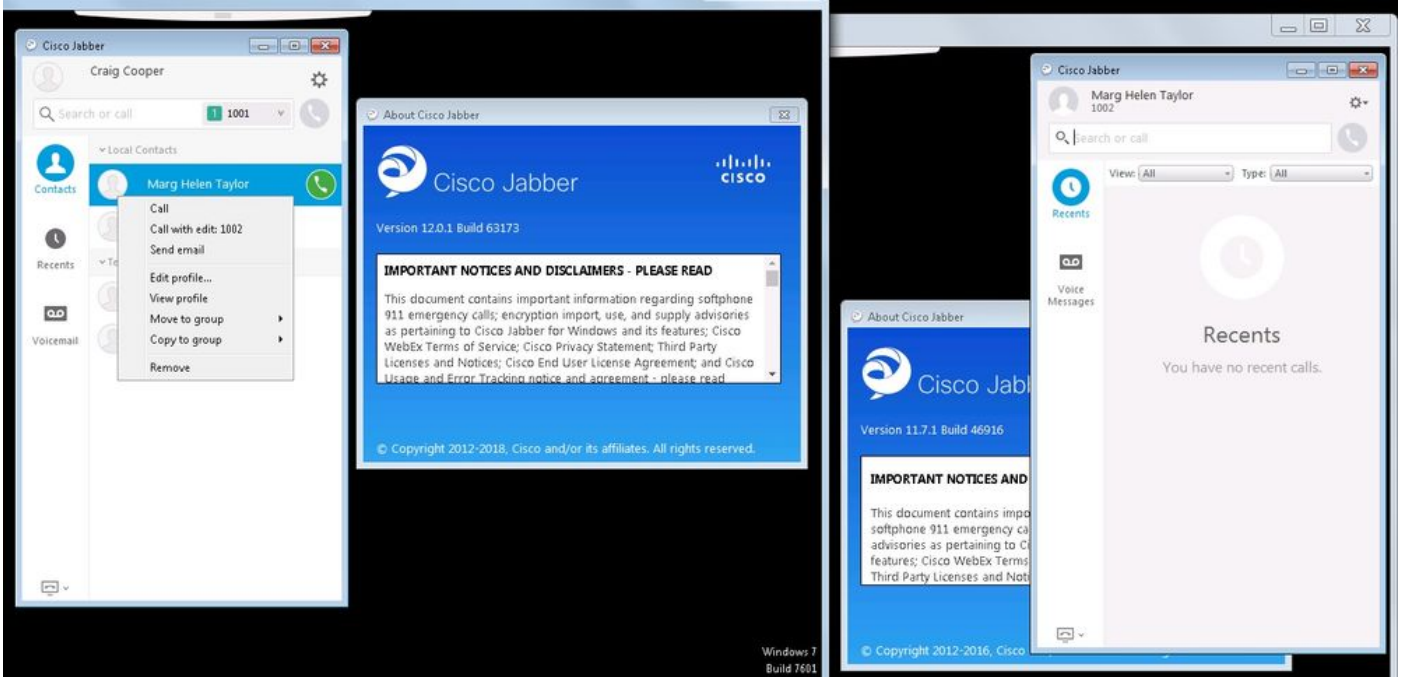 Cisco Jabber
Craig Cooper
Search or call
1 1001
Local Contacts
Contacts
Marg Helen Taylor
Call
Call with edit: 1002
Send email
Recents
Te
Edit profile...
View profile
Move to group
Copy to group
Voicemail
Remove
About Cisco Jabber
Cisco Jabber
CISCO
Version 12.0.1 Build 63173
IMPORTANT NOTICES AND DISCLAIMERS - PLEASE READ
This document contains important information regarding softphone
911 emergency calls; encryption import, use, and supply advisories
as pertaining to Cisco Jabber for Windows and its features; Cisco
WebEx Terms of Service; Cisco Privacy Statement; Third Party
Licenses and Notices; Cisco End User License Agreement; and Cisco
Usage and Error Tracking notice and agreement - please read
© Copyright 2012-2018, Cisco and/or its affiliates. All rights reserved.
Windows 7
Build 7601
Cisco Jabber
Marg Helen Taylor
1002
Search or call
View: All Type: All
Recents
Voice
Messages
Recents
You have no recent calls.
About Cisco Jabber
Cisco Jab
Version 11.7.1 Build 46916
IMPORTANT NOTICES AND
This document contains impo
softphone 911 emergency ca
advisories as pertaining to Ci
features; Cisco WebEx Terms
Third Party Licenses and Noti
© Copyright 2012-2016, Cisco